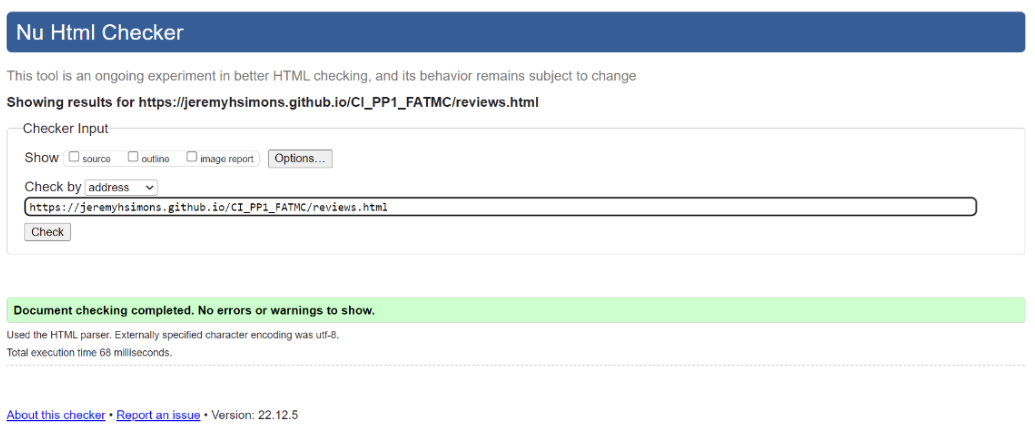 Nu Html Checker
This tool is an ongoing experiment in better HTML checking, and its behavior remains subject to change
Showing results for https://jeremyhsimons.github.io/CI_PP1_FATMC/reviews.html
Checker Input
Show source outline image report Options...
Check by address
https://jeremyhsimons.github.io/CI_PP1_FATMC/reviews.html
Check
Document checking completed. No errors or warnings to show.
Used the HTML parser. Externally specified character encoding was utf-8.
Total execution time 68 milliseconds.
About this checker • Report an issue • Version: 22.12.5